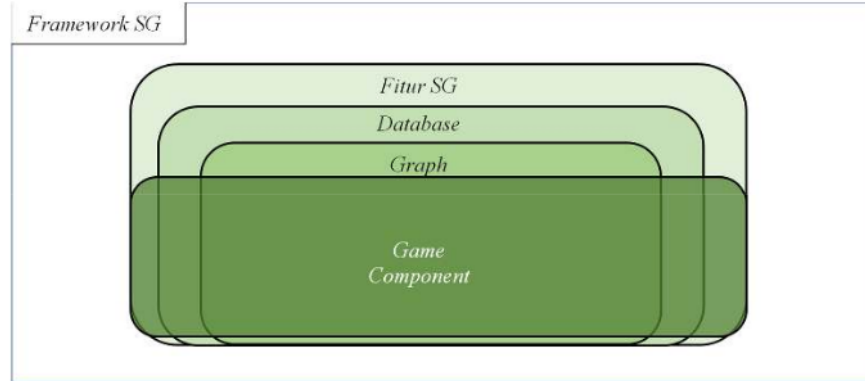 Framework SG
Fitur SG
Database
Graph
Game
Component